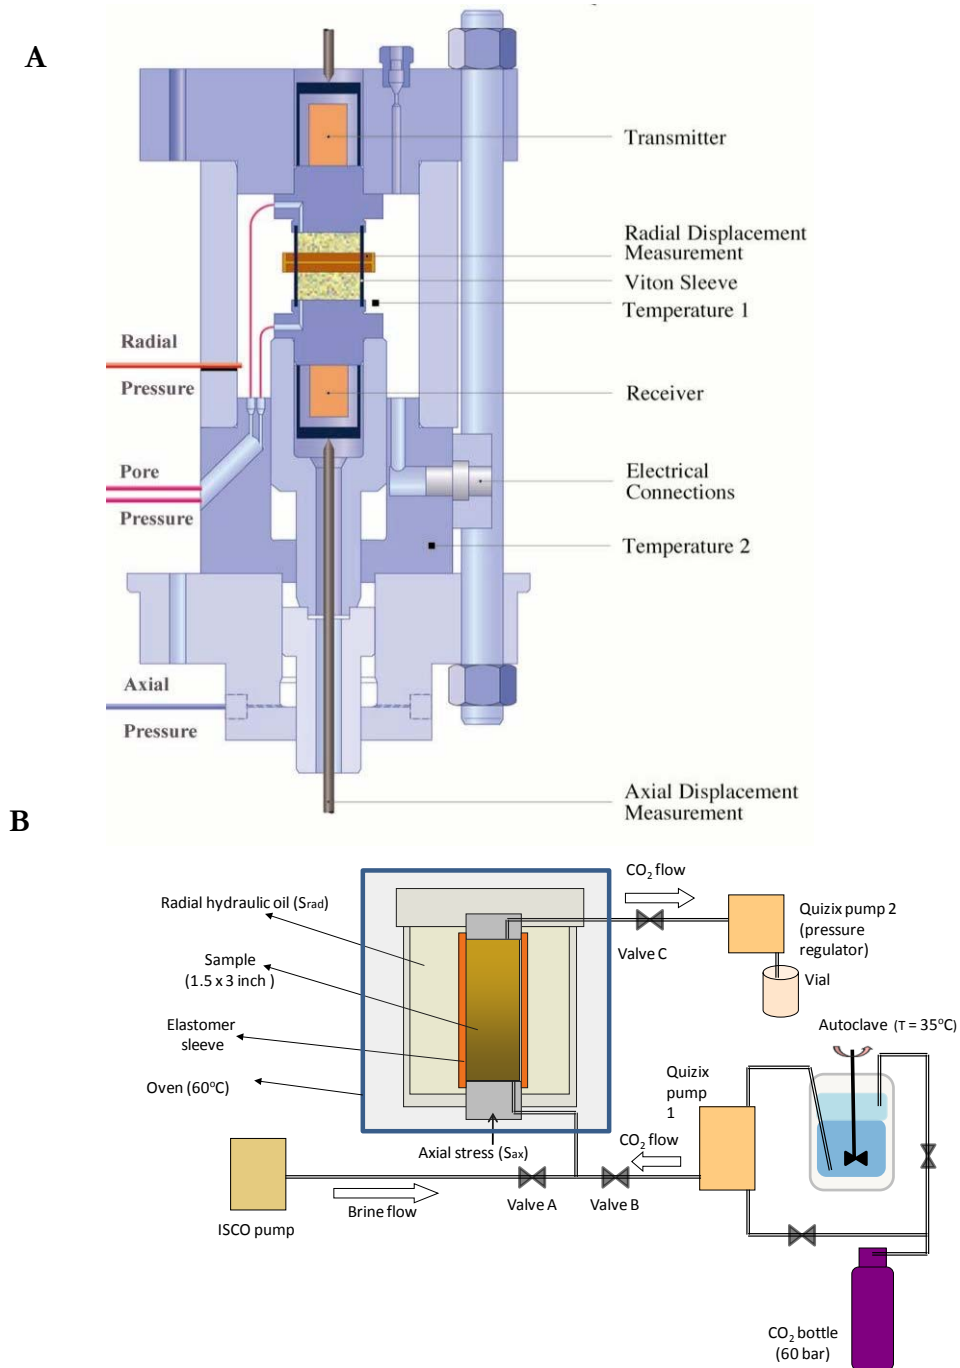 A
Transmitter
Radial Displacement
Measurement
Viton Sleeve
Temperature 1
Radial
Pressure
Receiver
Pore
Pressure
Electrical
Connections
Temperature 2
Axial
Pressure
Axial Displacement
Measurement
B
CO₂ flow
Radial hydraulic oil (Srad)
Quizix pump 2
(pressure
regulator)
Valve C
Sample
(1.5 x 3 inch )
Vial
Autoclave (T = 35°C)
Elastomer
sleeve
Oven (60°C)
Quizix
pump
1
Axial stress (Sax)
CO₂ flow
Brine flow
Valve A
Valve B
ISCO pump
CO₂ bottle
(60 bar)